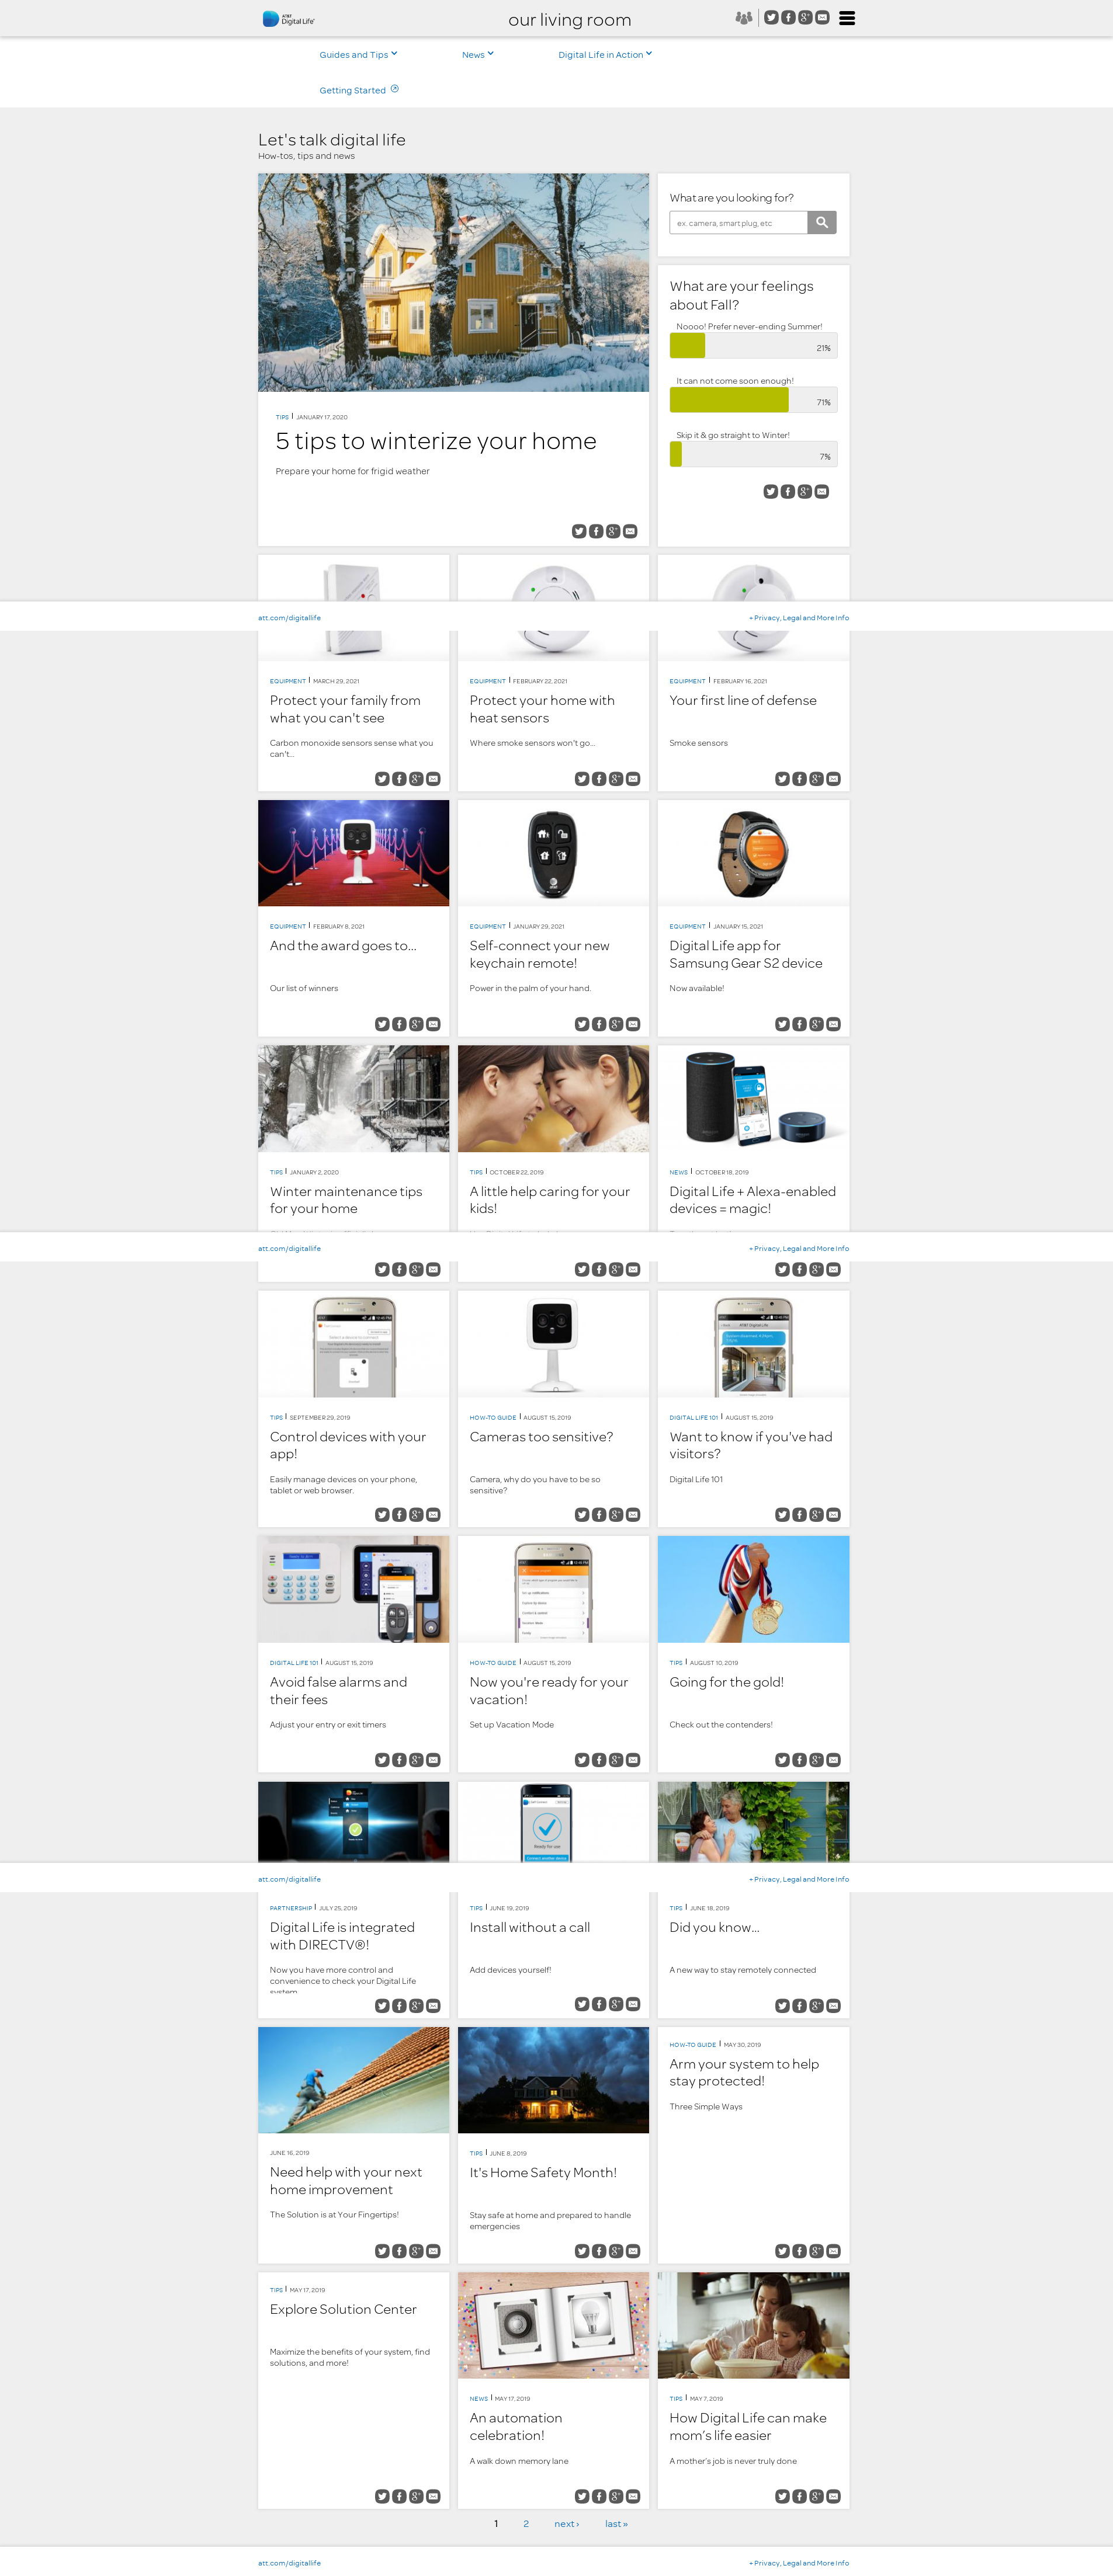 AT&T
Digital Life®
our living room
Guides and Tips
News
Digital Life in Action
Getting Started
Let's talk digital life
How-tos, tips and news
TIPS | JANUARY 17, 2020
5 tips to winterize your home
Prepare your home for frigid weather
What are you looking for?
ex. camera, smart plug, etc
What are your feelings
about Fall?
Noooo! Prefer never-ending Summer!
21%
It can not come soon enough!
71%
Skip it & go straight to Winter!
7%
att.com/digitallife
+ Privacy, Legal and More Info
EQUIPMENT | MARCH 29, 2021
Protect your family from
what you can't see
Carbon monoxide sensors sense what you
can't...
EQUIPMENT | FEBRUARY 22, 2021
Protect your home with
heat sensors
Where smoke sensors won't go...
EQUIPMENT | FEBRUARY 16, 2021
Your first line of defense
Smoke sensors
EQUIPMENT | FEBRUARY 8, 2021
And the award goes to...
Our list of winners
EQUIPMENT | JANUARY 29, 2021
Self-connect your new
keychain remote!
Power in the palm of your hand.
EQUIPMENT | JANUARY 15, 2021
Digital Life app for
Samsung Gear S2 device
Now available!
TIPS | JANUARY 2, 2020
Winter maintenance tips
for your home
TIPS | OCTOBER 22, 2019
A little help caring for your
kids!
NEWS | OCTOBER 18, 2019
Digital Life + Alexa-enabled
devices = magic!
att.com/digitallife
+ Privacy, Legal and More Info
TIPS | SEPTEMBER 29, 2019
Control devices with your
app!
Easily manage devices on your phone,
tablet or web browser.
HOW-TO GUIDE | AUGUST 15, 2019
Cameras too sensitive?
Camera, why do you have to be so
sensitive?
DIGITAL LIFE 101 | AUGUST 15, 2019
Want to know if you've had
visitors?
Digital Life 101
DIGITAL LIFE 101 | AUGUST 15, 2019
Avoid false alarms and
their fees
Adjust your entry or exit timers
HOW-TO GUIDE | AUGUST 15, 2019
Now you're ready for your
vacation!
Set up Vacation Mode
TIPS | AUGUST 10, 2019
Going for the gold!
Check out the contenders!
Ready for use
att.com/digitallife
+ Privacy, Legal and More Info
PARTNERSHIP | JULY 25, 2019
Digital Life is integrated
with DIRECTV®!
Now you have more control and
convenience to check your Digital Life
system
TIPS | JUNE 19, 2019
Install without a call
Add devices yourself!
TIPS | JUNE 18, 2019
Did you know...
A new way to stay remotely connected
JUNE 16, 2019
Need help with your next
home improvement
The Solution is at Your Fingertips!
TIPS | JUNE 8, 2019
It's Home Safety Month!
Stay safe at home and prepared to handle
emergencies
HOW-TO GUIDE | MAY 30, 2019
Arm your system to help
stay protected!
Three Simple Ways
TIPS | MAY 17, 2019
Explore Solution Center
Maximize the benefits of your system, find
solutions, and more!
NEWS | MAY 17, 2019
An automation
celebration!
A walk down memory lane
TIPS | MAY 7, 2019
How Digital Life can make
mom's life easier
A mother's job is never truly done
1 2 next › last »
att.com/digitallife
+ Privacy, Legal and More Info